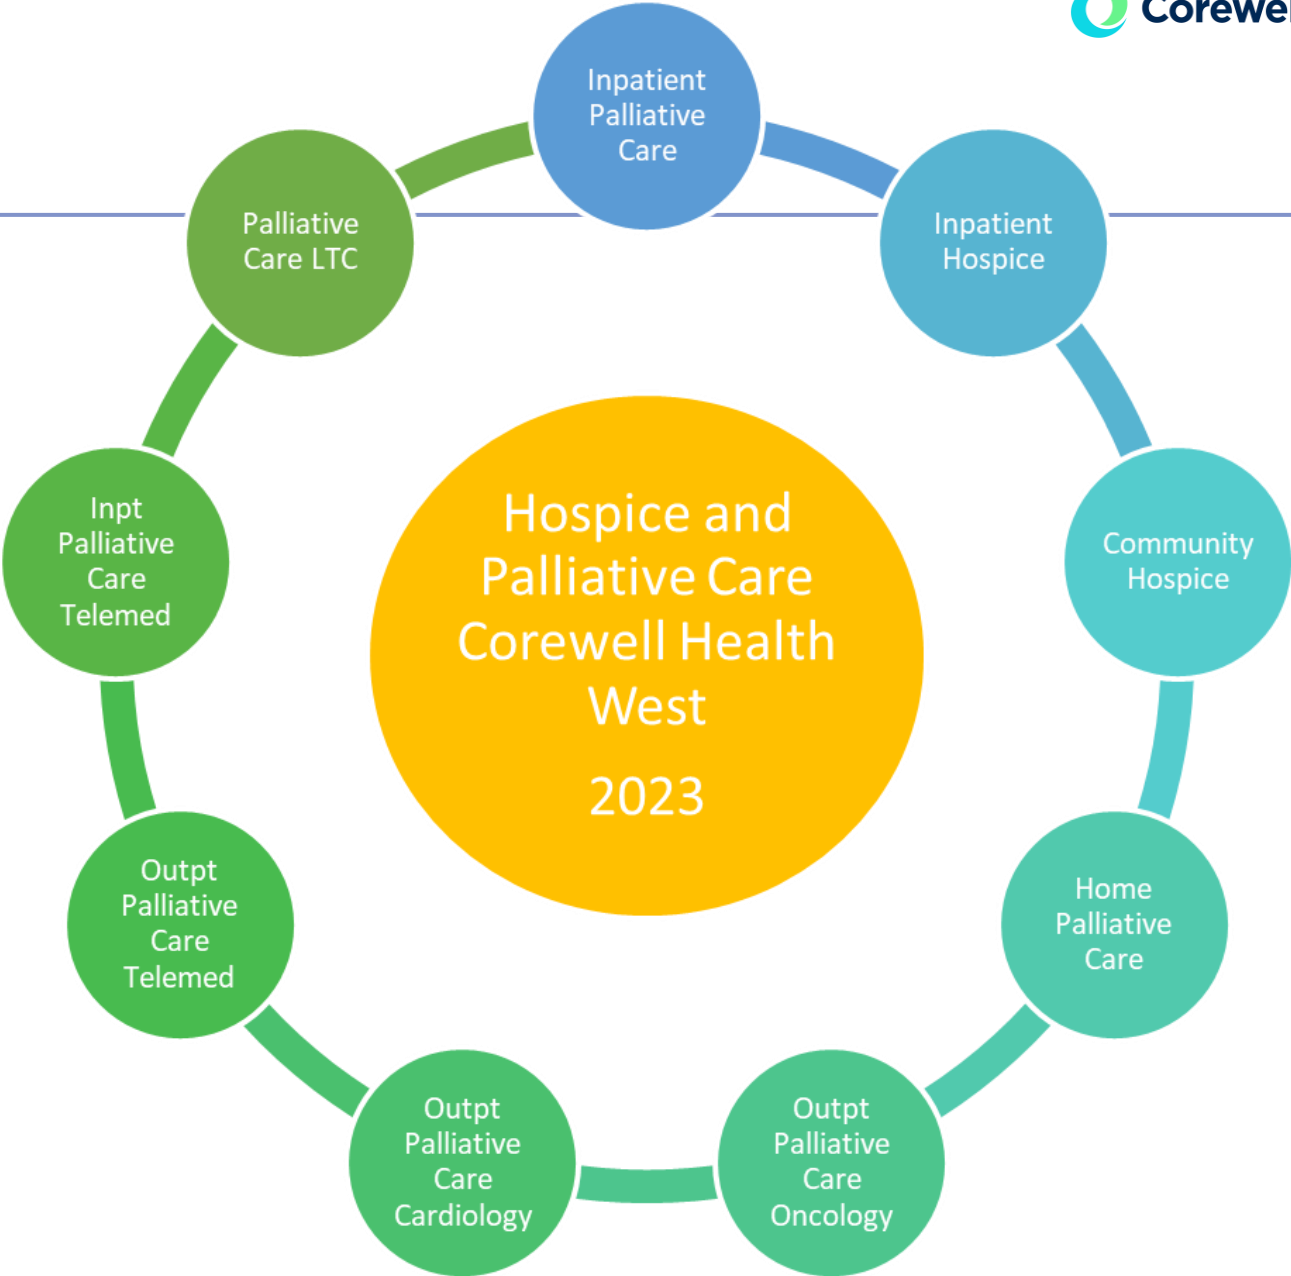 Inpatient
Palliative
Care
Inpatient
Hospice
Community
Hospice
Home
Palliative
Care
Outpt
Palliative
Care
Oncology
Outpt
Palliative
Care
Cardiology
Outpt
Palliative
Care
Telemed
Inpt
Palliative
Care
Telemed
Palliative
Care LTC
Hospice and
Palliative Care
Corewell Health
West
2023